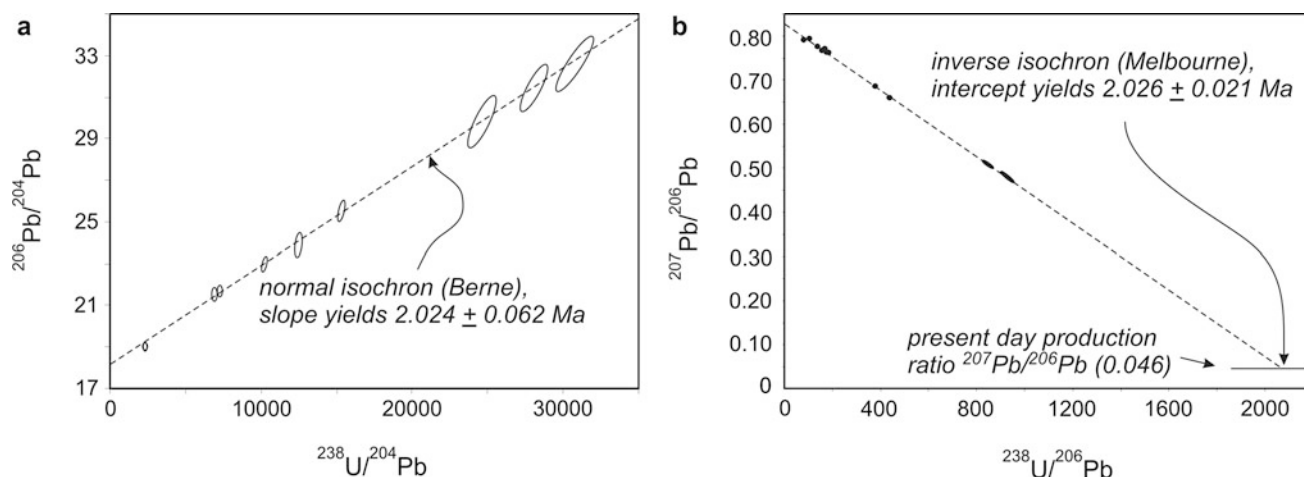 a
33
29
25
21
17
0
10000
20000
30000
²⁰⁶Pb/²⁰⁴Pb
²³⁸U/²⁰⁴Pb
normal isochron (Berne),
slope yields 2.024 ± 0.062 Ma
b
0.80
0.70
0.60
0.50
0.40
0.30
0.20
0.10
0
0
400
800
1200
1600
2000
²⁰⁷Pb/²⁰⁶Pb
²³⁸U/²⁰⁶Pb
inverse isochron (Melbourne),
intercept yields 2.026 ± 0.021 Ma
present day production
ratio ²⁰⁷Pb/²⁰⁶Pb (0.046)